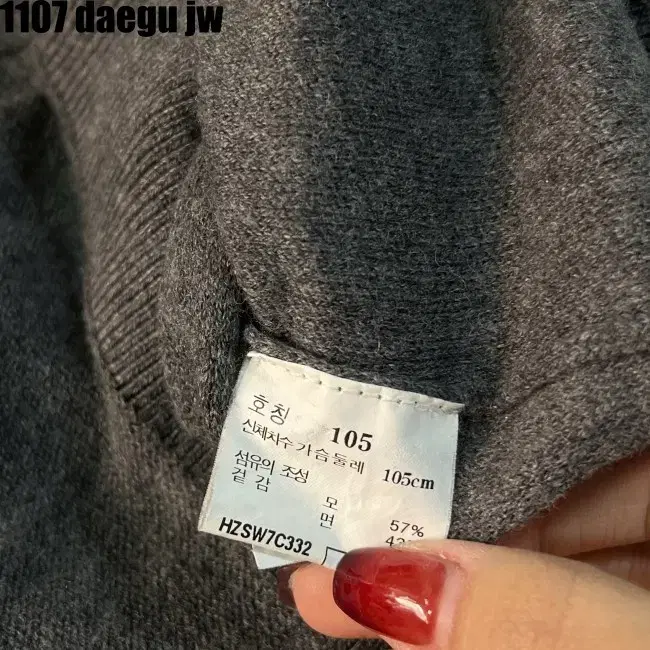 1107 daegu jw
호칭 105
신체치수 가슴둘레 105cm
섬유의 조성
겉감 모 57%
면
HZSW7C332